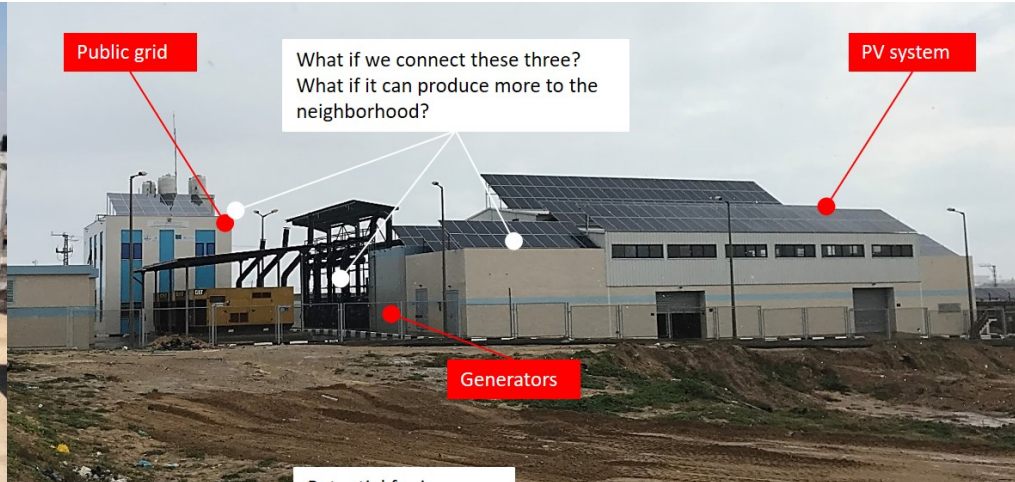 Public grid
What if we connect these three?
What if it can produce more to the
neighborhood?
PV system
CAT
Generators